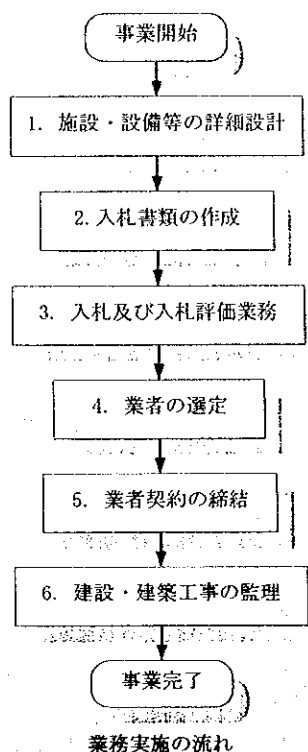 事業開始
1. 施設・設備等の詳細設計
2.入札書類の作成
3. 入札及び入札評価業務
4. 業者の選定
5. 業者契約の締結
6. 建設・建築工事の監理
事業完了
業務実施の流れ